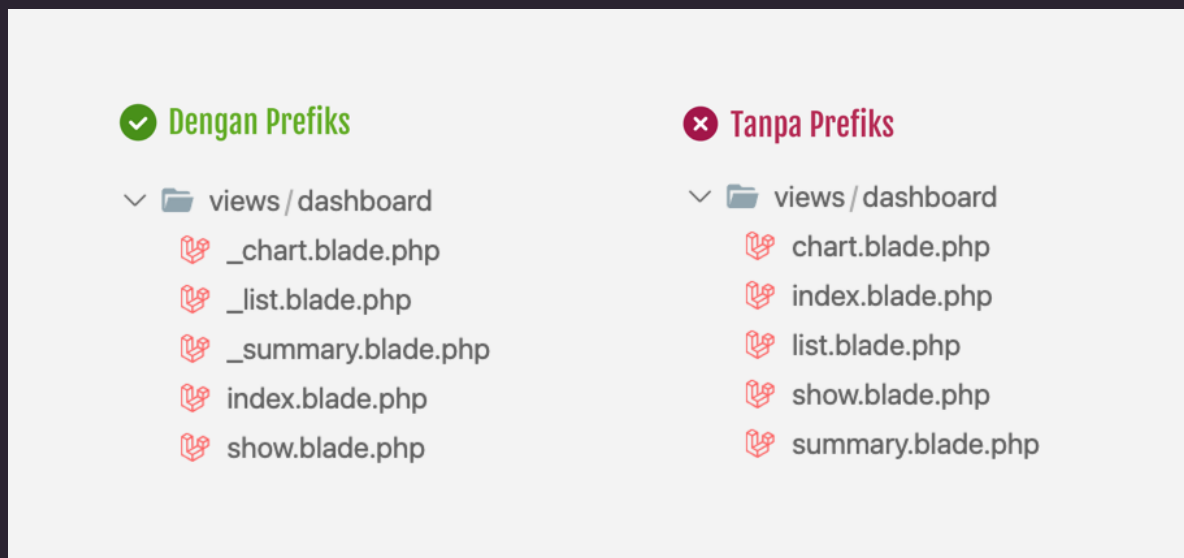 Dengan Prefiks
views/dashboard
_chart.blade.php
_list.blade.php
_summary.blade.php
index.blade.php
show.blade.php
Tanpa Prefiks
views/dashboard
chart.blade.php
index.blade.php
list.blade.php
show.blade.php
summary.blade.php